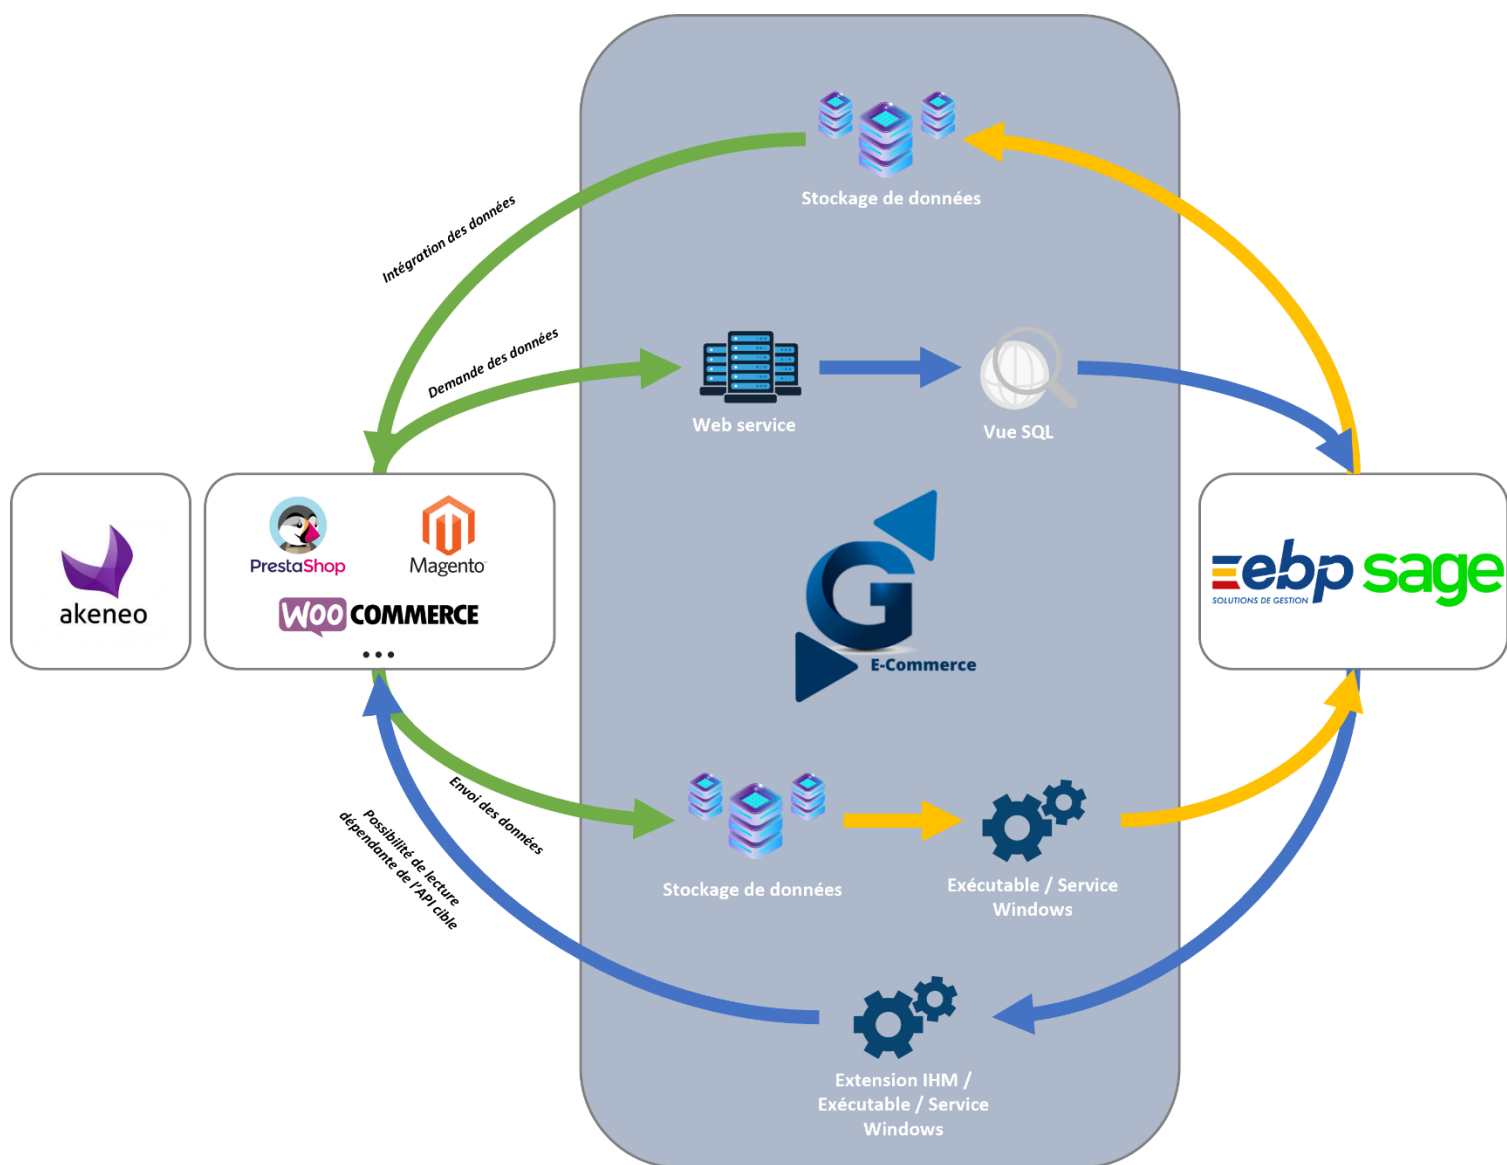 Stockage de données
Intégration des données
Demande des données
Web service
Vue SQL
akeneo
PrestaShop
Magento
WOO COMMERCE
...
G
E-Commerce
ebp
SOLUTIONS DE GESTION
sage
Envoi des données
Possibilité de lecture
dépendante de l'API cible
Stockage de données
Exécutable / Service
Windows
Extension IHM /
Exécutable / Service
Windows